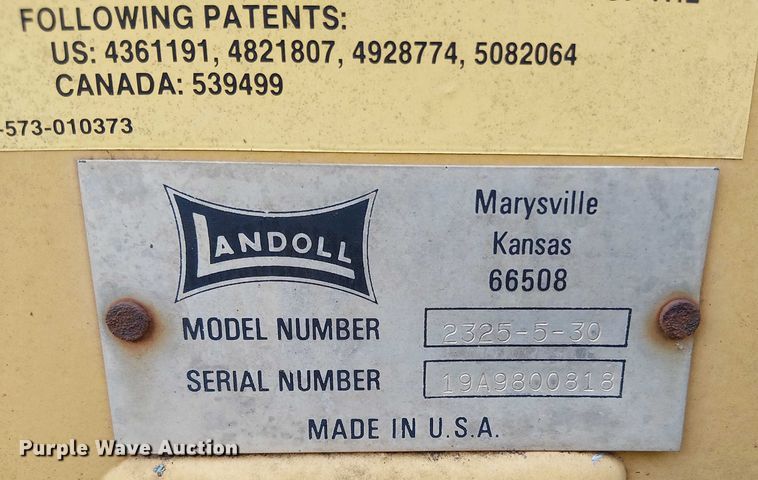 FOLLOWING PATENTS:
US: 4361191, 4821807, 4928774, 5082064
CANADA: 539499
-573-010373
LANDOLL
Marysville
Kansas
66508
MODEL NUMBER 2325-5-30
SERIAL NUMBER 19A9800818
MADE IN U.S.A.
Purple Wave Auction